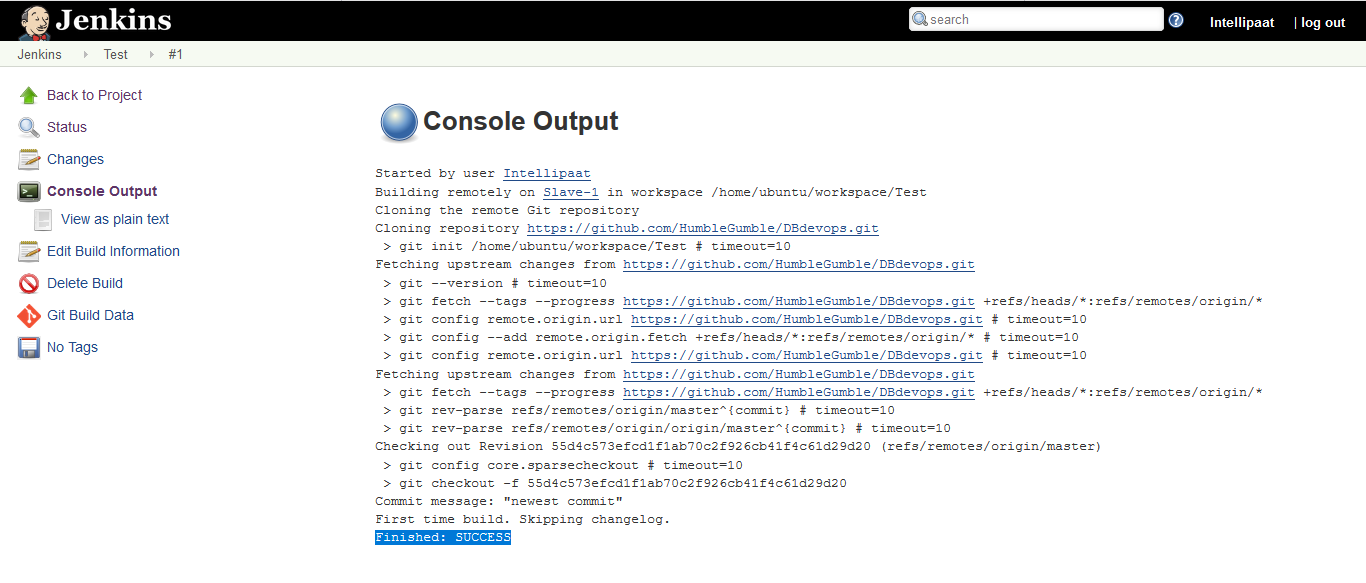 Jenkins
search
Intellipaat | log out
Jenkins Test #1
Back to Project
Status
Changes
Console Output
View as plain text
Edit Build Information
Delete Build
Git Build Data
No Tags
Console Output
Started by user Intellipaat
Building remotely on Slave-1 in workspace /home/ubuntu/workspace/Test
Cloning the remote Git repository
Cloning repository https://github.com/HumbleGumble/DBdevops.git
> git init /home/ubuntu/workspace/Test # timeout=10
Fetching upstream changes from https://github.com/HumbleGumble/DBdevops.git
> git --version # timeout=10
> git fetch --tags --progress https://github.com/HumbleGumble/DBdevops.git +refs/heads/*:refs/remotes/origin/*
> git config remote.origin.url https://github.com/HumbleGumble/DBdevops.git # timeout=10
> git config --add remote.origin.fetch +refs/heads/*:refs/remotes/origin/* # timeout=10
> git config remote.origin.url https://github.com/HumbleGumble/DBdevops.git # timeout=10
Fetching upstream changes from https://github.com/HumbleGumble/DBdevops.git
> git fetch --tags --progress https://github.com/HumbleGumble/DBdevops.git +refs/heads/*:refs/remotes/origin/*
> git rev-parse refs/remotes/origin/master^{commit} # timeout=10
> git rev-parse refs/remotes/origin/origin/master^{commit} # timeout=10
Checking out Revision 55d4c573efcd1f1ab70c2f926cb41f4c61d29d20 (refs/remotes/origin/master)
> git config core.sparsecheckout # timeout=10
> git checkout -f 55d4c573efcd1f1ab70c2f926cb41f4c61d29d20
Commit message: "newest commit"
First time build. Skipping changelog.
Finished: SUCCESS